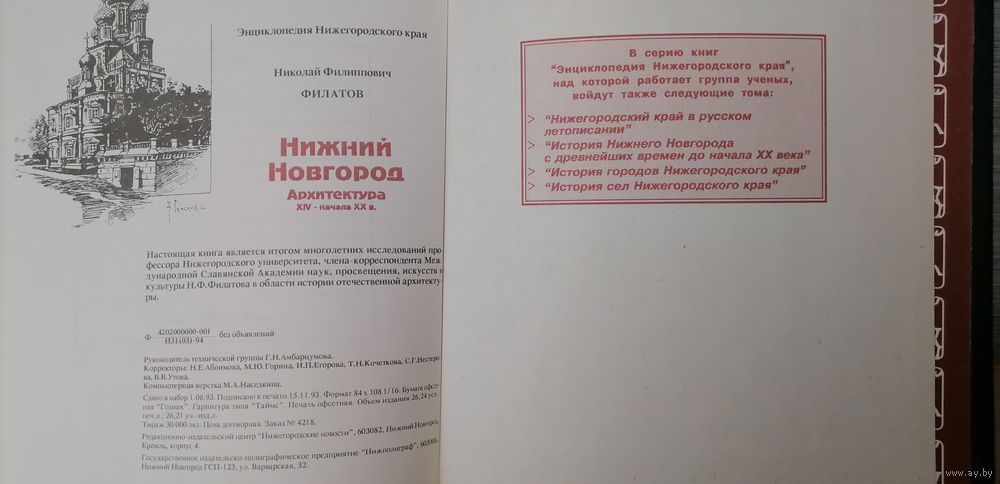 Энциклопедия Нижегородского края
Николай Филиппович
ФИЛАТОВ
Нижний
Новгород
Архитектура
XIV - начала XX в.
Настоящая книга является итогом многолетних исследований про-
фессора Нижегородского университета, члена-корреспондента Меж-
дународной Славянской Академии наук, просвещения, искусств и
культуры Н.Ф.Филатова в области истории отечественной архитекту-
ры.
Ф 4202000000-001 без объявлений
И31(03)-94
Руководитель технической группы Г.Н.Амбарцумова.
Корректоры: Н.Е.Абоимова, М.Ю.Горина, И.П.Егорова, Т.Н.Кочеткова, С.Г.Нестеро-
ва, В.В.Утова.
Компьютерная верстка М.А.Наседкина.
Сдано в набор 1.06.93. Подписано к печати 15.11.93. Формат 84 х 108 1/16. Бумага офсет-
ная "Гознак". Гарнитура типа "Таймс". Печать офсетная. Объем издания 26,24 усл.-
печ.л.; 26,21 уч.-изд.л.
Тираж 30 000 экз. Цена договорная. Заказ № 4218.
Редакционно-издательский центр "Нижегородские новости", 603082, Нижний Новгород,
Кремль, корпус 4.
Государственное издательско-полиграфическое предприятие "Нижполиграф", 603006,
Нижний Новгород ГСП-123, ул. Варварская, 32.
В серию книг
"Энциклопедия Нижегородского края",
над которой работает группа ученых,
войдут также следующие тома:
> "Нижегородский край в русском
летописании"
> "История Нижнего Новгорода
с древнейших времен до начала XX века"
> "История городов Нижегородского края"
> "История сел Нижегородского края"
www.ay.by